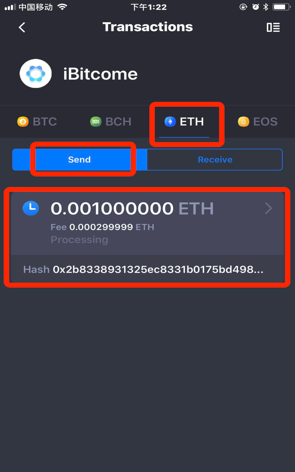 中国移动 下午1:22
Transactions
iBitcome
BTC BCH ETH EOS
Send Receive
0.001000000 ETH
Fee 0.000299999 ETH
Processing
Hash 0x2b8338931325ec8331b0175bd498...